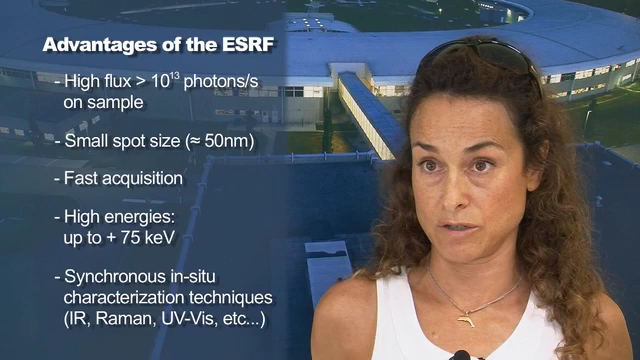 Advantages of the ESRF
- High flux > 10¹³ photons/s
on sample
- Small spot size (≈ 50nm)
- Fast acquisition
- High energies:
up to + 75 keV
- Synchronous in-situ
characterization techniques
(IR, Raman, UV-Vis, etc...)